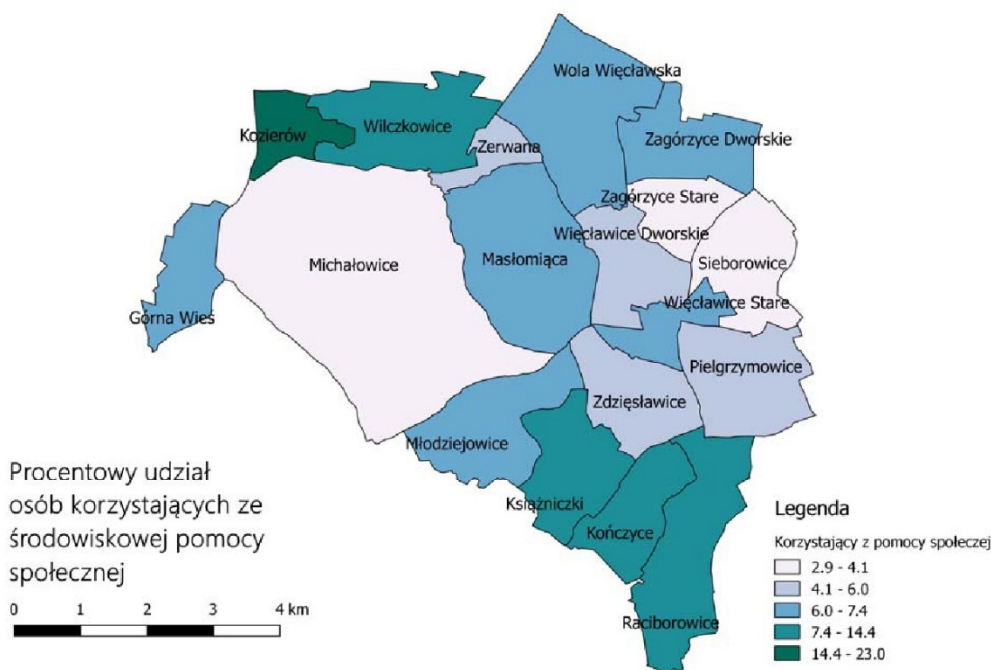 Wola Więcławska
Kozierów
Wilczkowice
Zerwana
Zagórzyce Dworskie
Zagórzyce Stare
Więcławice Dworskie
Michałowice
Masłomiąca
Sieborowice
Więcławice Stare
Górna Wieś
Pielgrzymowice
Zdzięsławice
Młodziejowice
Książniczki
Kończyce
Raciborowice
Procentowy udział
osób korzystających ze
środowiskowej pomocy
społecznej
0 1 2 3 4 km
Legenda
Korzystający z pomocy społeczej
2.9 - 4.1
4.1 - 6.0
6.0 - 7.4
7.4 - 14.4
14.4 - 23.0